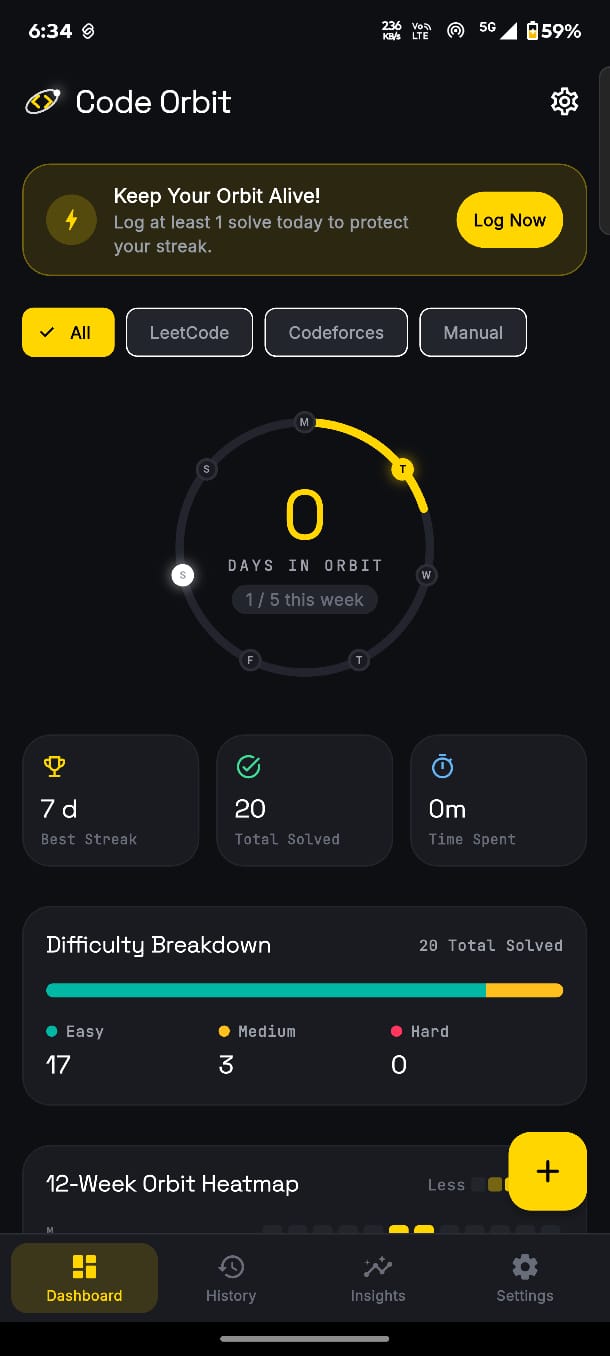 6:34
236 KB/s
Vo) LTE
5G
59%
Code Orbit
Keep Your Orbit Alive!
Log at least 1 solve today to protect
your streak.
Log Now
All
LeetCode
Codeforces
Manual
M
T
W
T
F
S
S
0
DAYS IN ORBIT
1 / 5 this week
7 d
Best Streak
20
Total Solved
0m
Time Spent
Difficulty Breakdown
20 Total Solved
Easy
Medium
Hard
17
3
0
12-Week Orbit Heatmap
Less
M
+
Dashboard
History
Insights
Settings